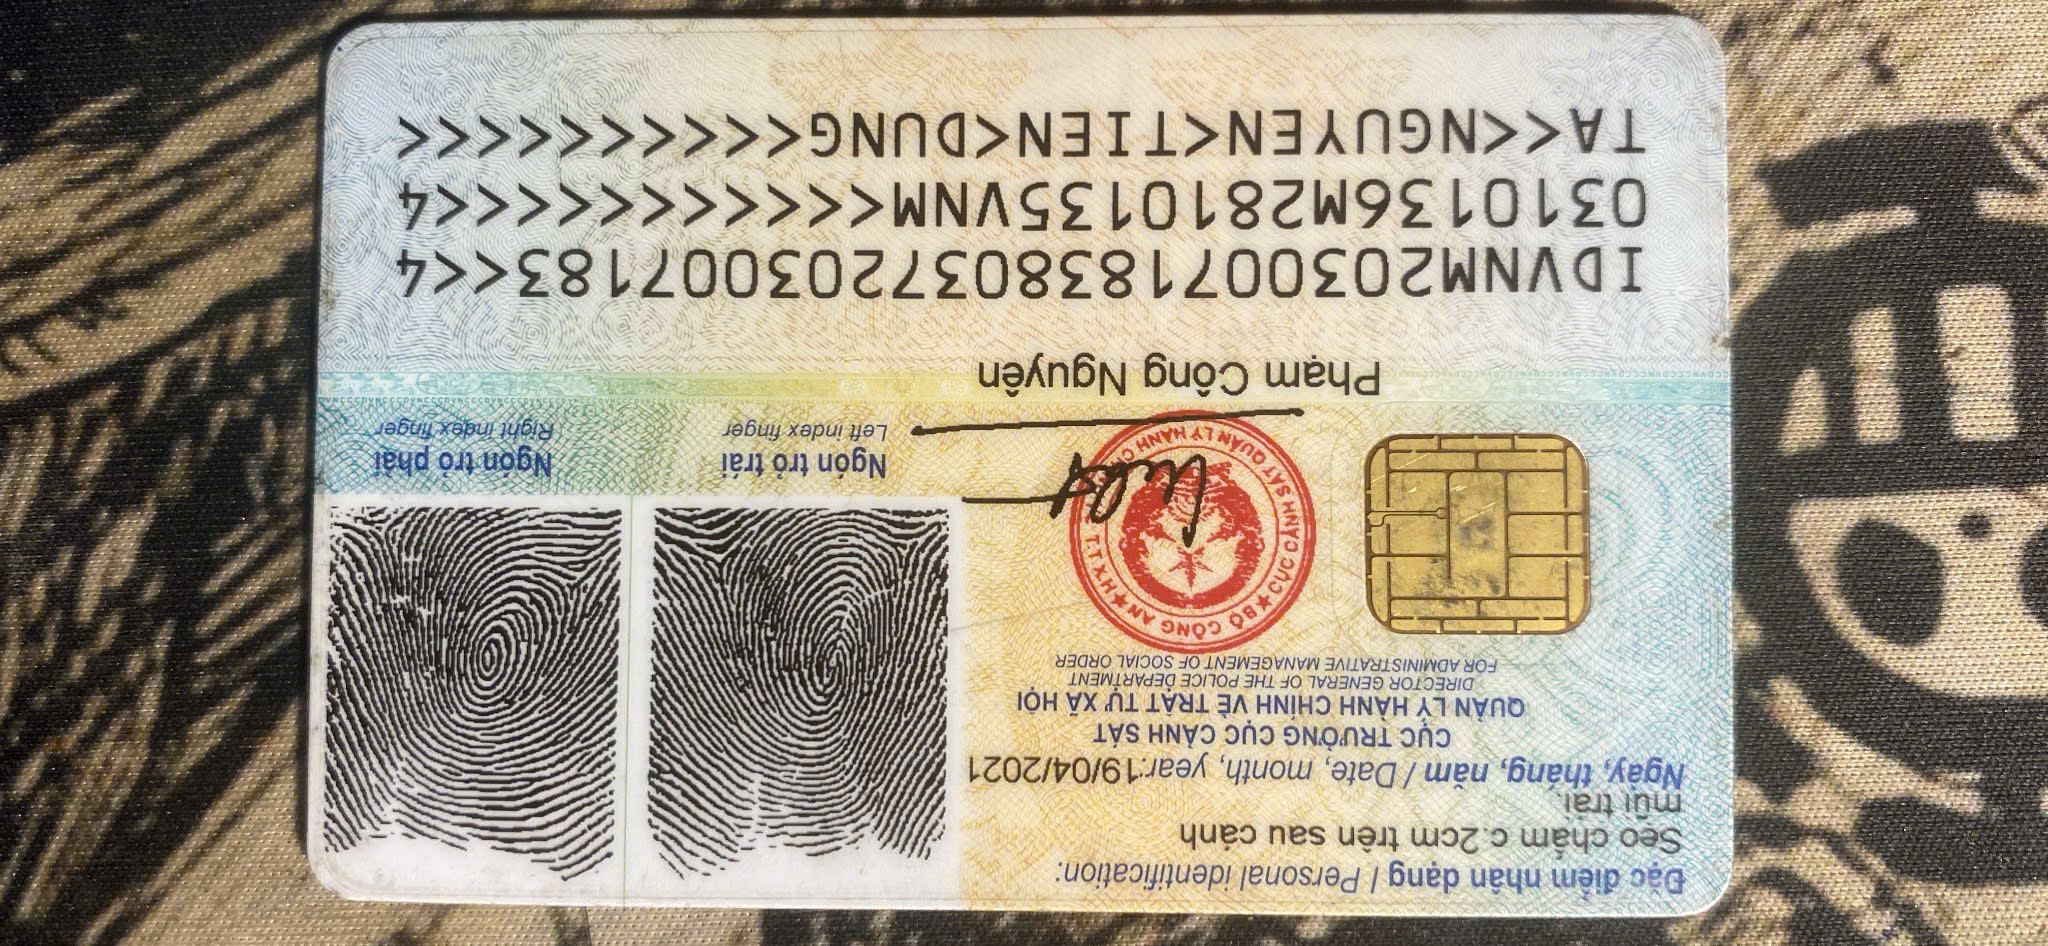 Đặc điểm nhân dạng / Personal identification:
Sẹo chấm c.2cm trên sau cánh
mũi trái.
Ngày, tháng, năm / Date, month, year:19/04/2021
CỤC TRƯỞNG CỤC CẢNH SÁT
QUẢN LÝ HÀNH CHÍNH VỀ TRẬT TỰ XÃ HỘI
DIRECTOR GENERAL OF THE POLICE DEPARTMENT
FOR ADMINISTRATIVE MANAGEMENT OF SOCIAL ORDER
BỘ CÔNG AN
CỤC CẢNH SÁT QUẢN LÝ HÀNH
Ngón trỏ trái
Left index finger
Ngón trỏ phải
Right index finger
Phạm Công Nguyên
IDVNM2030071838037203007183<<4
0310136M2810135VNM<<<<<<<<<<<4
TA<<NGUYEN<TIEN<DUNG<<<<<<<<<<